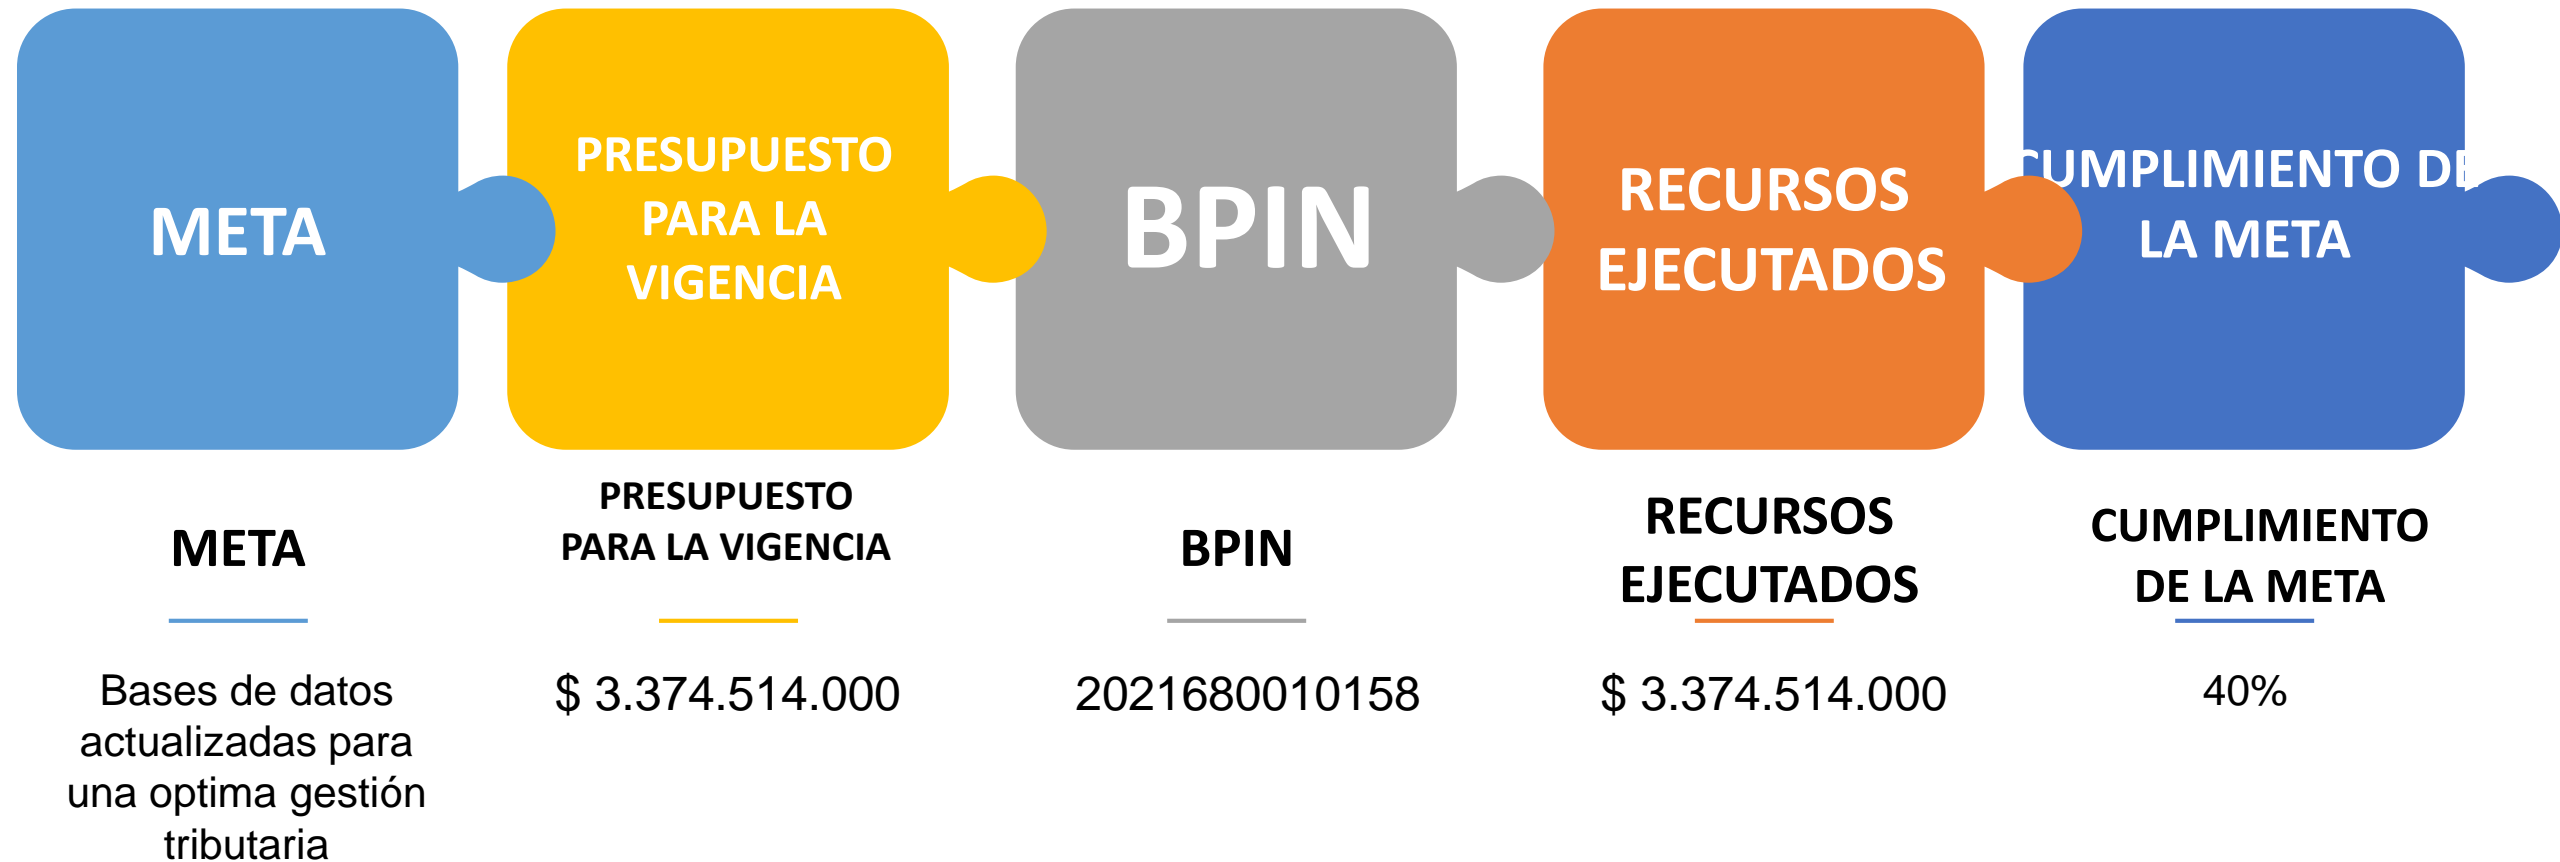 META
PRESUPUESTO
PARA LA
VIGENCIA
BPIN
RECURSOS
EJECUTADOS
CUMPLIMIENTO DE
LA META
META
Bases de datos
actualizadas para
una optima gestión
tributaria
PRESUPUESTO
PARA LA VIGENCIA
$ 3.374.514.000
BPIN
2021680010158
RECURSOS
EJECUTADOS
$ 3.374.514.000
CUMPLIMIENTO
DE LA META
40%